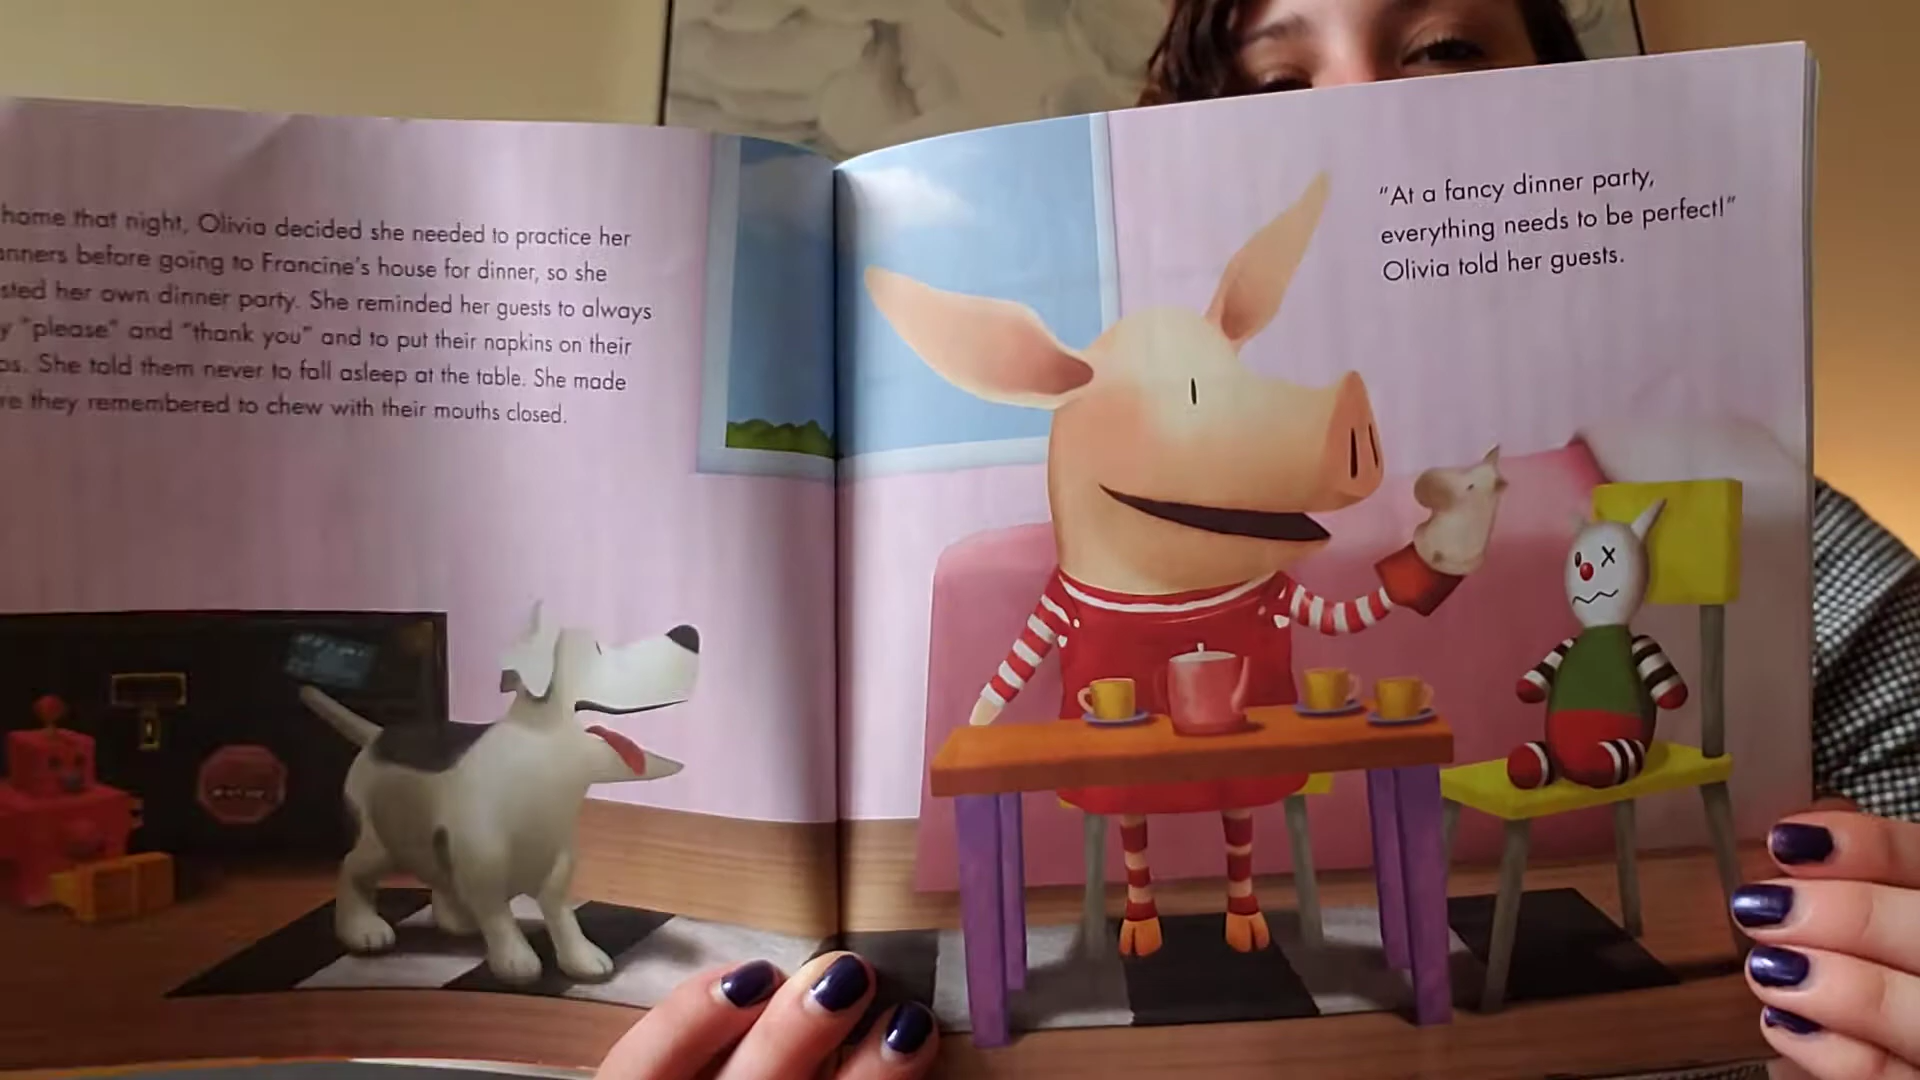 home that night, Olivia decided she needed to practice her
before going to Francine's house for dinner, so she
her own dinner party. She reminded her guests to always
"please" and "thank you" and to put their napkins on their
She told them never to fall asleep at the table. She made
they remembered to chew with their mouths closed.
"At a fancy dinner party,
everything needs to be perfect!"
Olivia told her guests.